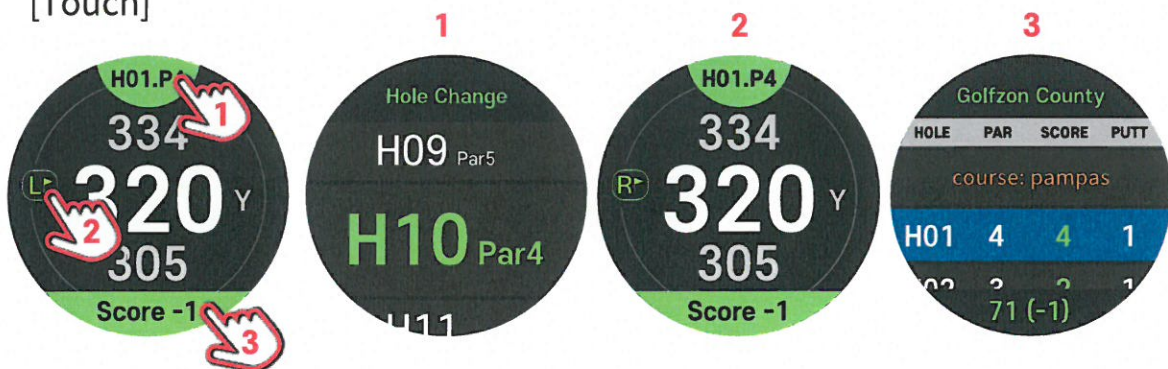 [Touch]
H01.P4
1
334
L
320 Y
2
305
Score -1
3
1
Hole Change
H09 Par5
H10 Par4
H11
2
H01.P4
334
R
320 Y
305
Score -1
3
Golfzon County
HOLE PAR SCORE PUTT
course: pampas
H01 4 4 1
71 (-1)